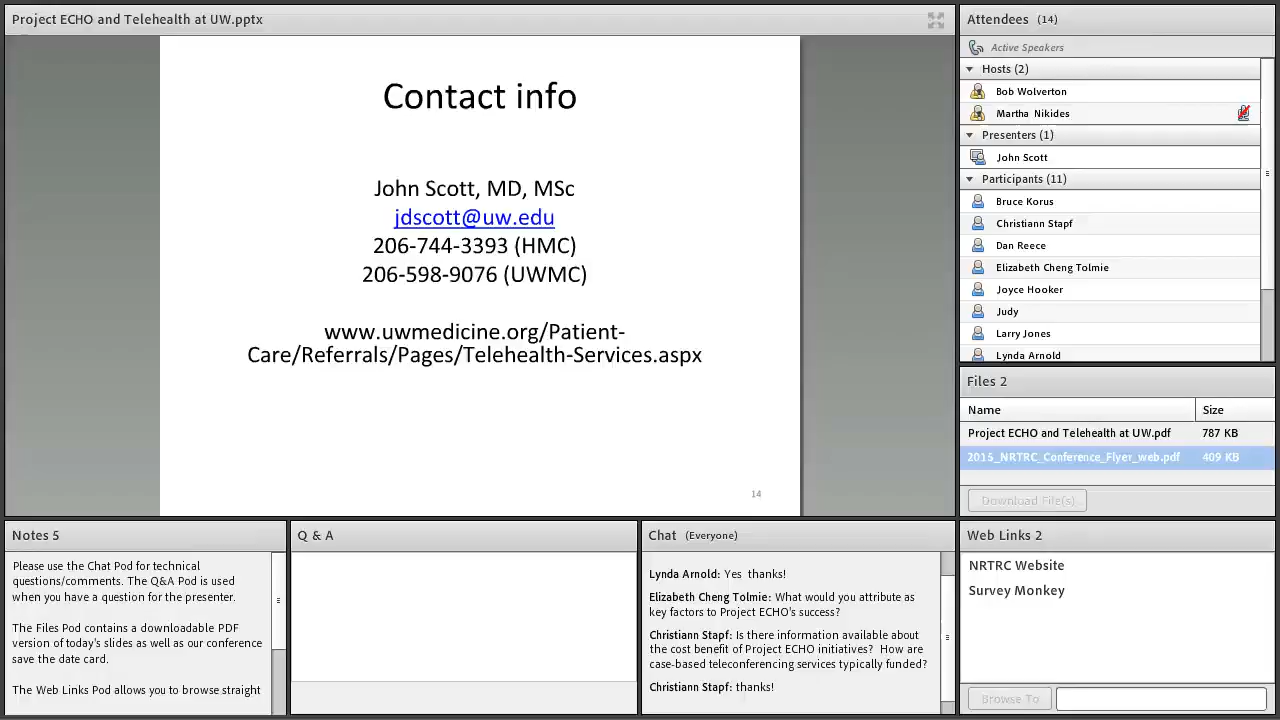 Project ECHO and Telehealth at UW.pptx
Contact info
John Scott, MD, MSc
jdscott@uw.edu
206-744-3393 (HMC)
206-598-9076 (UWMC)
www.uwmedicine.org/Patient-
Care/Referrals/Pages/Telehealth-Services.aspx
14
Attendees (14)
Active Speakers
Hosts (2)
Bob Wolverton
Martha Nikides
Presenters (1)
John Scott
Participants (11)
Bruce Korus
Christiann Stapf
Dan Reece
Elizabeth Cheng Tolmie
Joyce Hooker
Judy
Larry Jones
Lynda Arnold
Files 2
Name Size
Project ECHO and Telehealth at UW.pdf 787 KB
2015_NRTRC_Conference_Flyer_web.pdf 409 KB
Download File(s)
Notes 5
Please use the Chat Pod for technical
questions/comments. The Q&A Pod is used
when you have a question for the presenter.
The Files Pod contains a downloadable PDF
version of today's slides as well as our conference
save the date card.
The Web Links Pod allows you to browse straight
Q & A
Chat (Everyone)
Lynda Arnold: Yes thanks!
Elizabeth Cheng Tolmie: What would you attribute as
key factors to Project ECHO's success?
Christiann Stapf: Is there information available about
the cost benefit of Project ECHO initiatives? How are
case-based teleconferencing services typically funded?
Christiann Stapf: thanks!
Web Links 2
NRTRC Website
Survey Monkey
Browse To